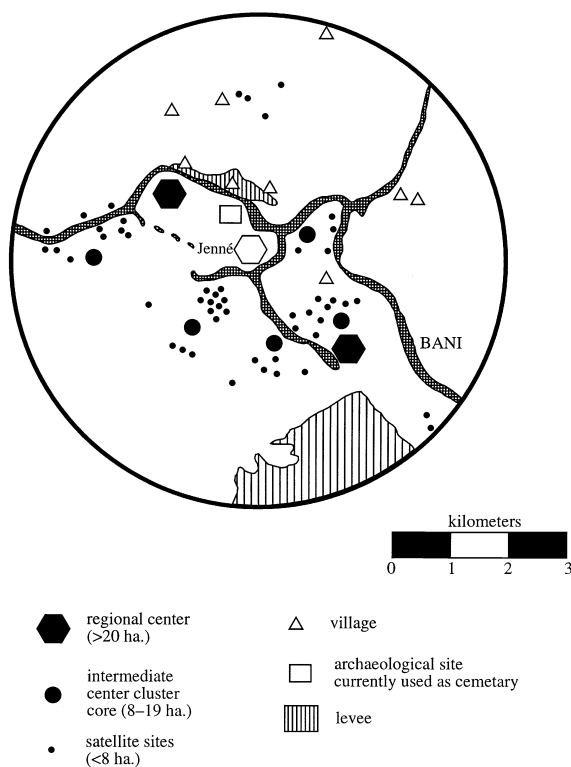 Jenné
BANI
kilometers
0 1 2 3
regional center
(>20 ha.)
intermediate
center cluster
core (8–19 ha.)
satellite sites
(<8 ha.)
village
archaeological site
currently used as cemetary
levee